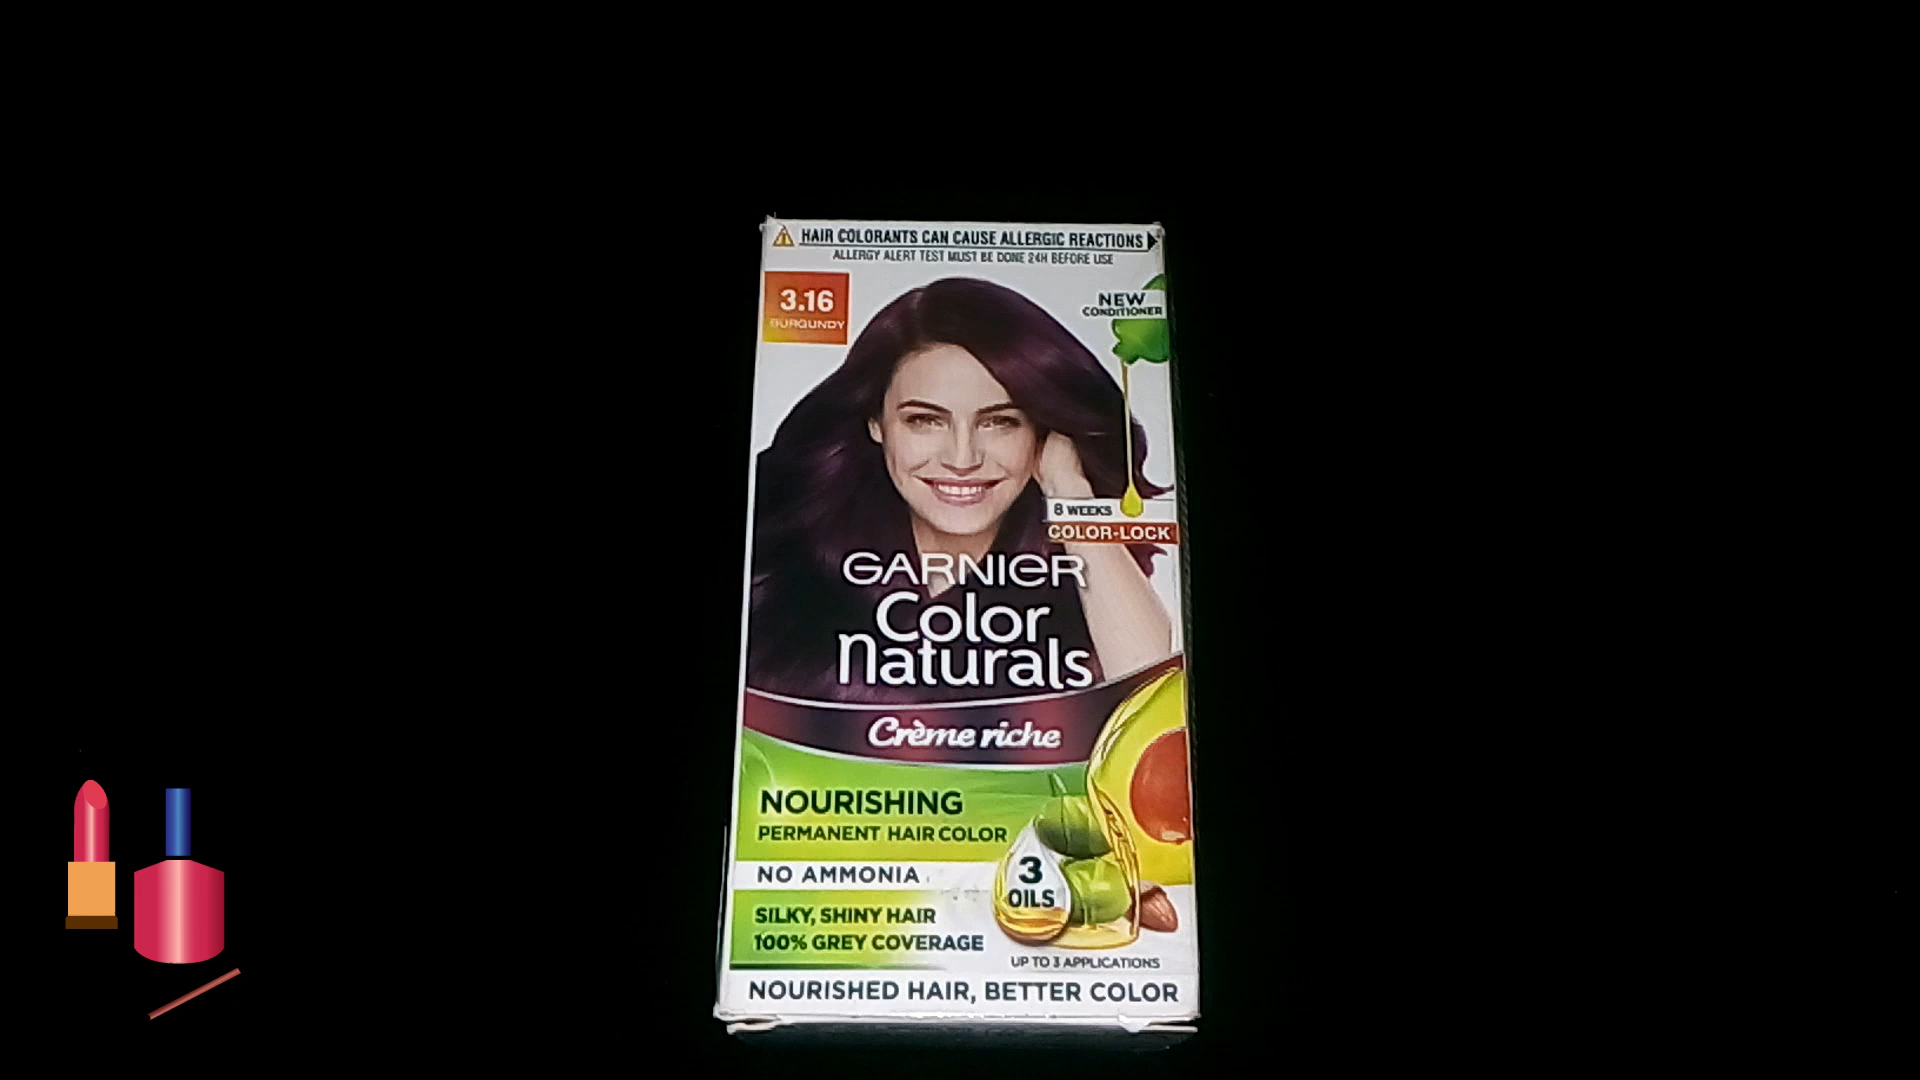 HAIR COLORANTS CAN CAUSE ALLERGIC REACTIONS
ALLERGY ALERT TEST MUST BE DONE 24H BEFORE USE
3.16
BURGUNDY
NEW
CONDITIONER
8 WEEKS
COLOR-LOCK
GARNIER
Color
Naturals
Crème riche
NOURISHING
PERMANENT HAIR COLOR
NO AMMONIA
3
OILS
SILKY, SHINY HAIR
100% GREY COVERAGE
UP TO 3 APPLICATIONS
NOURISHED HAIR, BETTER COLOR